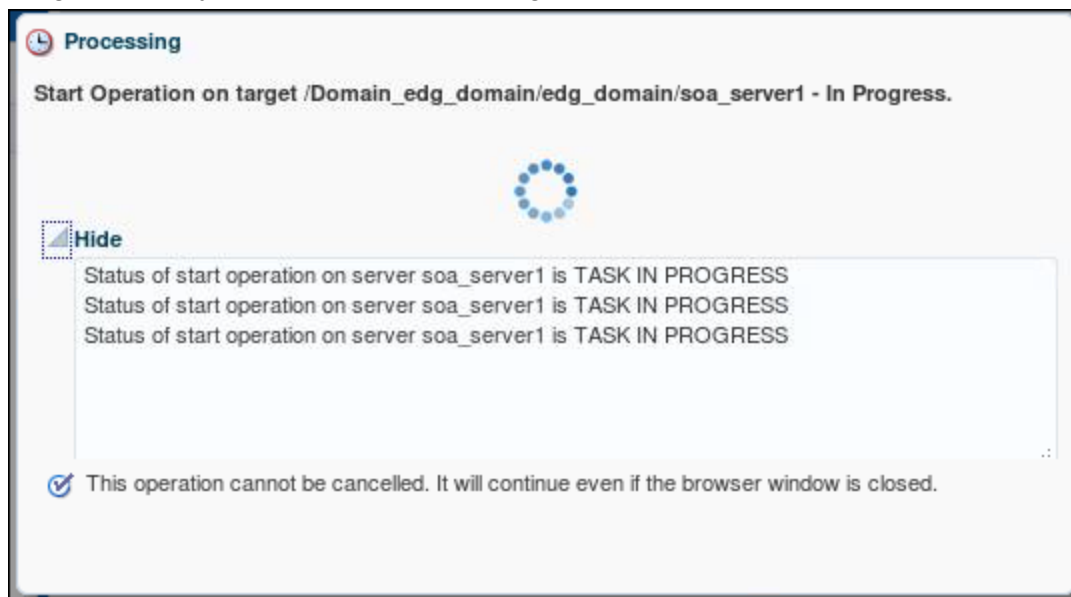 Processing
Start Operation on target /Domain_edg_domain/edg_domain/soa_server1 - In Progress.
Hide
Status of start operation on server soa_server1 is TASK IN PROGRESS
Status of start operation on server soa_server1 is TASK IN PROGRESS
Status of start operation on server soa_server1 is TASK IN PROGRESS
This operation cannot be cancelled. It will continue even if the browser window is closed.